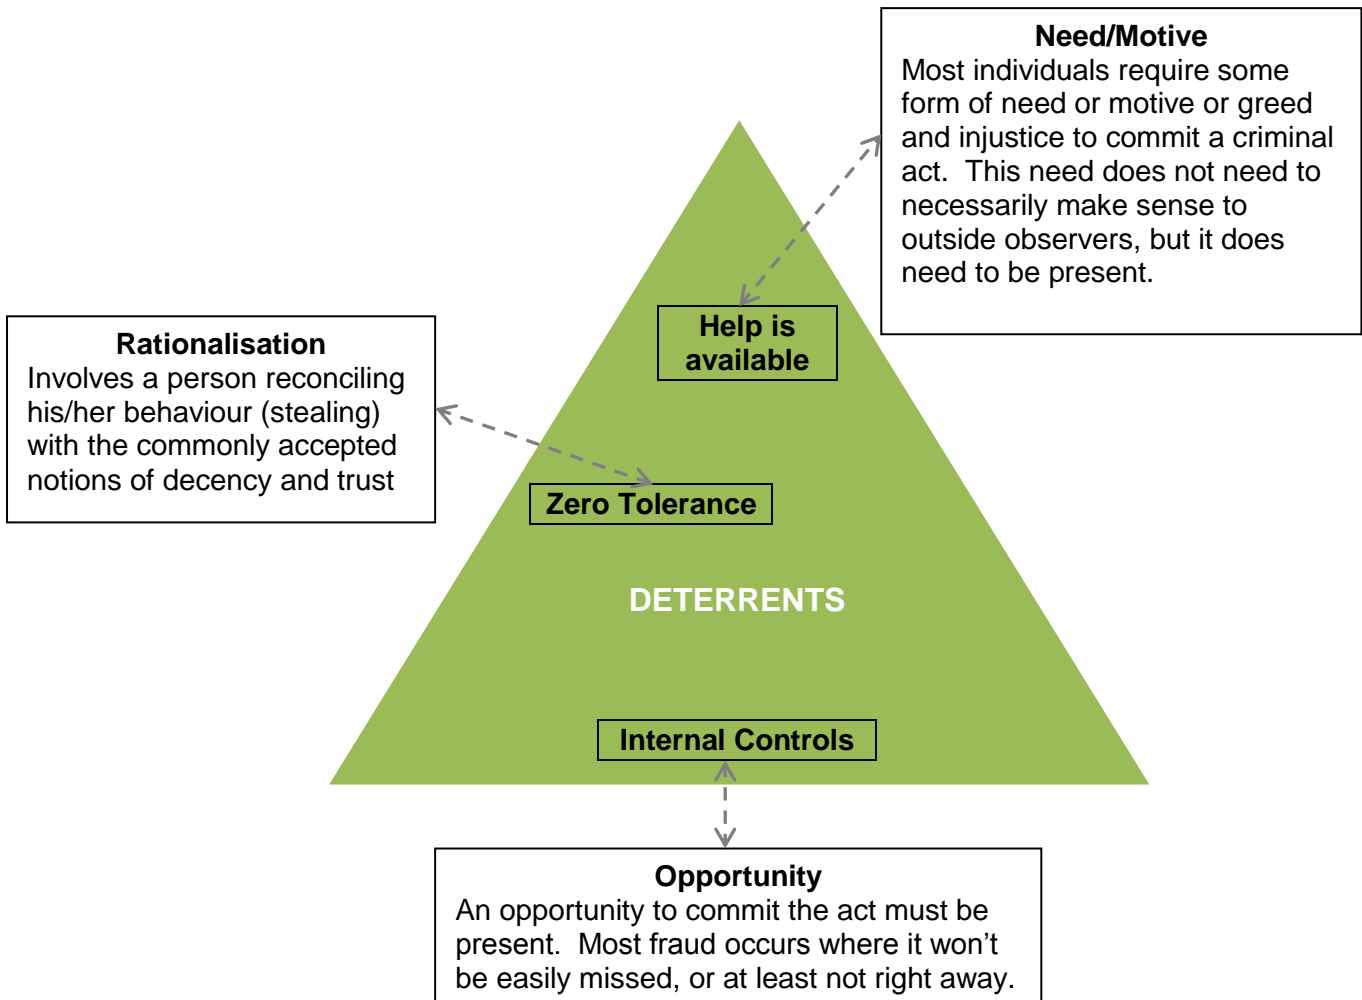 Need/Motive
Most individuals require some
form of need or motive or greed
and injustice to commit a criminal
act.  This need does not need to
necessarily make sense to
outside observers, but it does
need to be present.
Help is
available
Rationalisation
Involves a person reconciling
his/her behaviour (stealing)
with the commonly accepted
notions of decency and trust
Zero Tolerance
DETERRENTS
Internal Controls
Opportunity
An opportunity to commit the act must be
present.  Most fraud occurs where it won’t
be easily missed, or at least not right away.